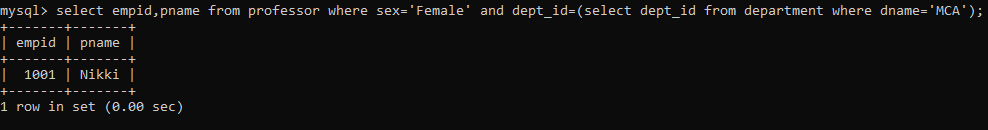 mysql> select empid,pname from professor where sex='Female' and dept_id=(select dept_id from department where dname='MCA');
+-------+-------+
| empid | pname |
+-------+-------+
|  1001 | Nikki |
+-------+-------+
1 row in set (0.00 sec)